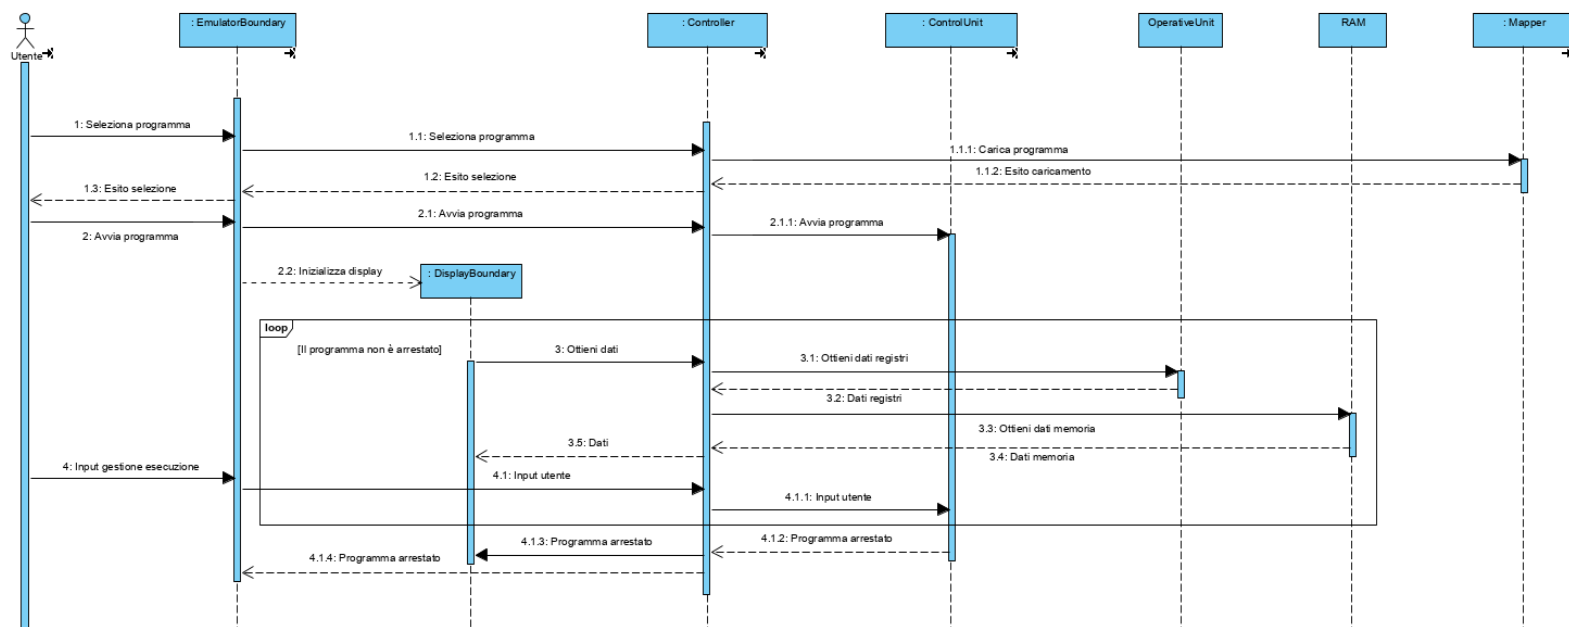 : EmulatorBoundary
: Controller
: ControlUnit
OperativeUnit
RAM
: Mapper
Utente
1: Seleziona programma
1.1: Seleziona programma
1.1.1: Carica programma
1.1.2: Esito caricamento
1.2: Esito selezione
1.3: Esito selezione
2: Avvia programma
2.1: Avvia programma
2.1.1: Avvia programma
2.2: Inizializza display
: DisplayBoundary
loop
[Il programma non è arrestato]
3: Ottieni dati
3.1: Ottieni dati registri
3.2: Dati registri
3.3: Ottieni dati memoria
3.4: Dati memoria
3.5: Dati
4: Input gestione esecuzione
4.1: Input utente
4.1.1: Input utente
4.1.2: Programma arrestato
4.1.3: Programma arrestato
4.1.4: Programma arrestato